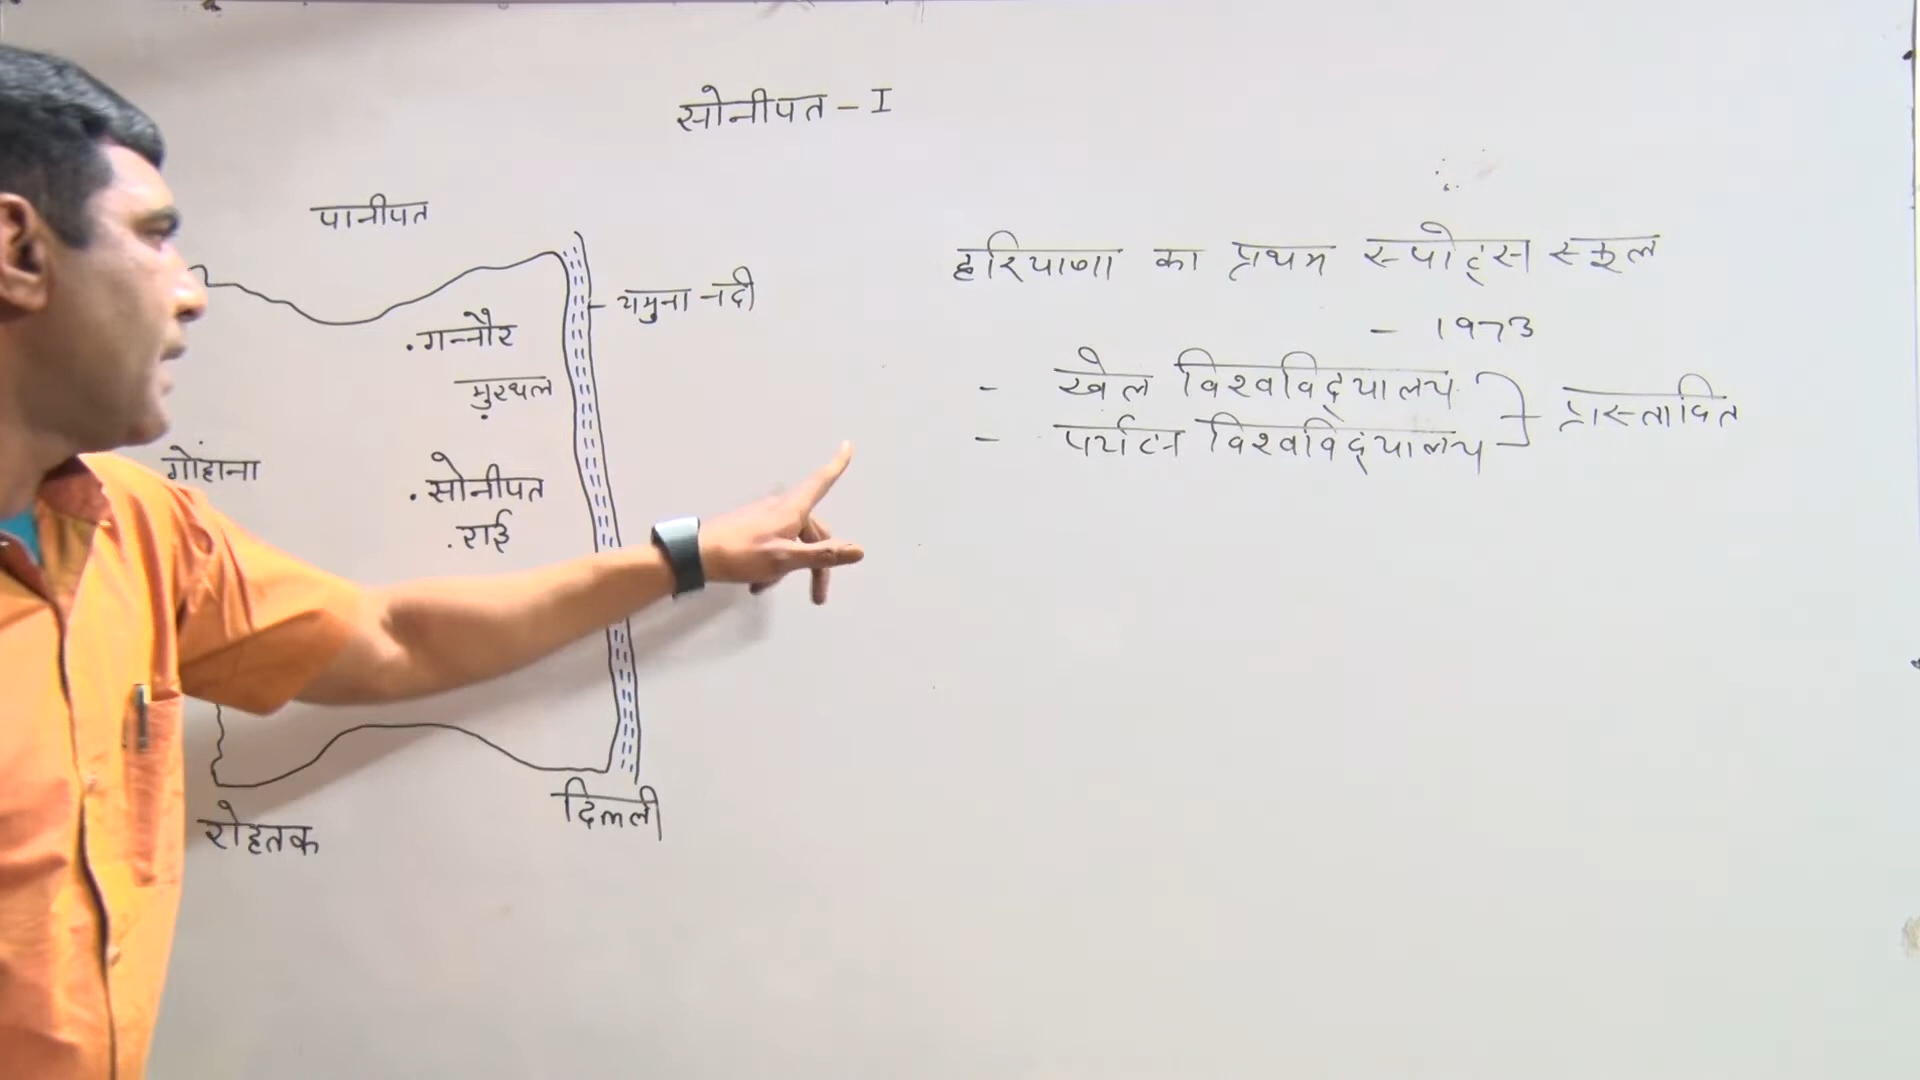 सोनीपत - I
पानीपत
यमुना नदी
. गन्नौर
मुरथल
गोहाना
. सोनीपत
. राई
रोहतक
दिल्ली
हरियाणा का प्रथम स्पोर्ट्स स्कूल
- 1973
- खेल विश्वविद्यालय
- पर्यटन विश्वविद्यालय
प्रस्तावित